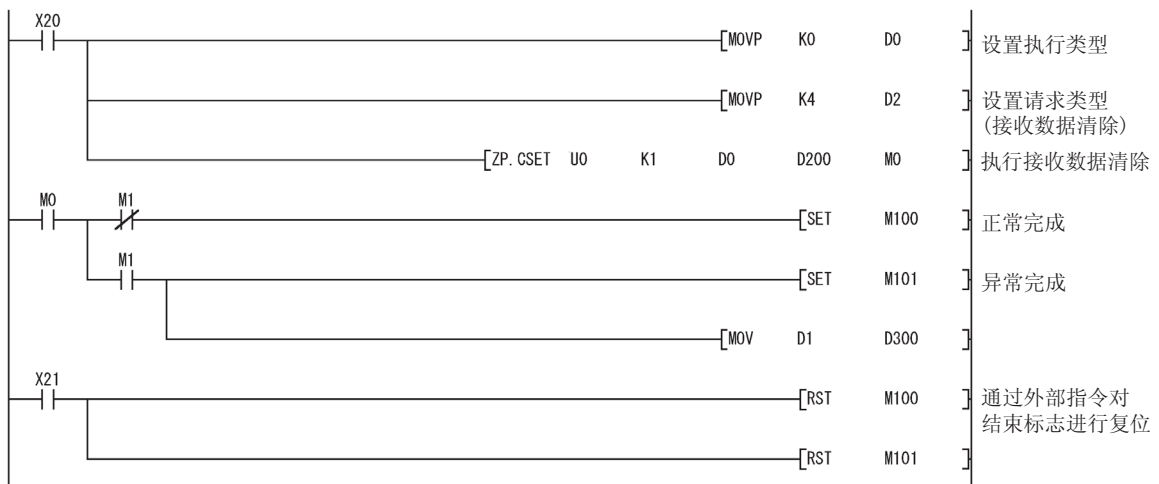 X20
MOVP K0 D0 设置执行类型
MOVP K4 D2 设置请求类型
(接收数据清除)
ZP.CSET U0 K1 D0 D200 M0 执行接收数据清除
M0 M1
SET M100 正常完成
M1
SET M101 异常完成
MOV D1 D300
X21
RST M100 通过外部指令对
结束标志进行复位
RST M101